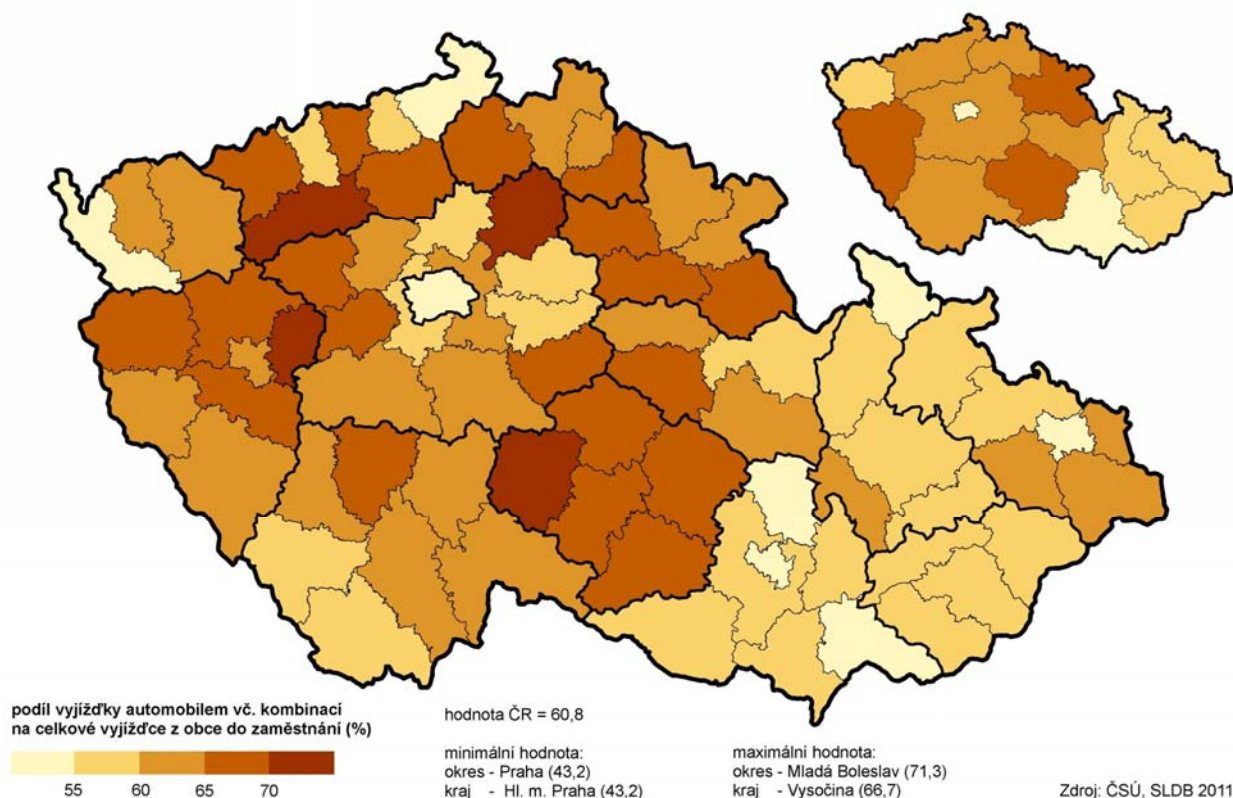 podíl vyjížďky automobilem vč. kombinací
na celkové vyjížďce z obce do zaměstnání (%)
55 60 65 70
hodnota ČR = 60,8
minimální hodnota:
okres - Praha (43,2)
kraj - Hl. m. Praha (43,2)
maximální hodnota:
okres - Mladá Boleslav (71,3)
kraj - Vysočina (66,7)
Zdroj: ČSÚ, SLDB 2011